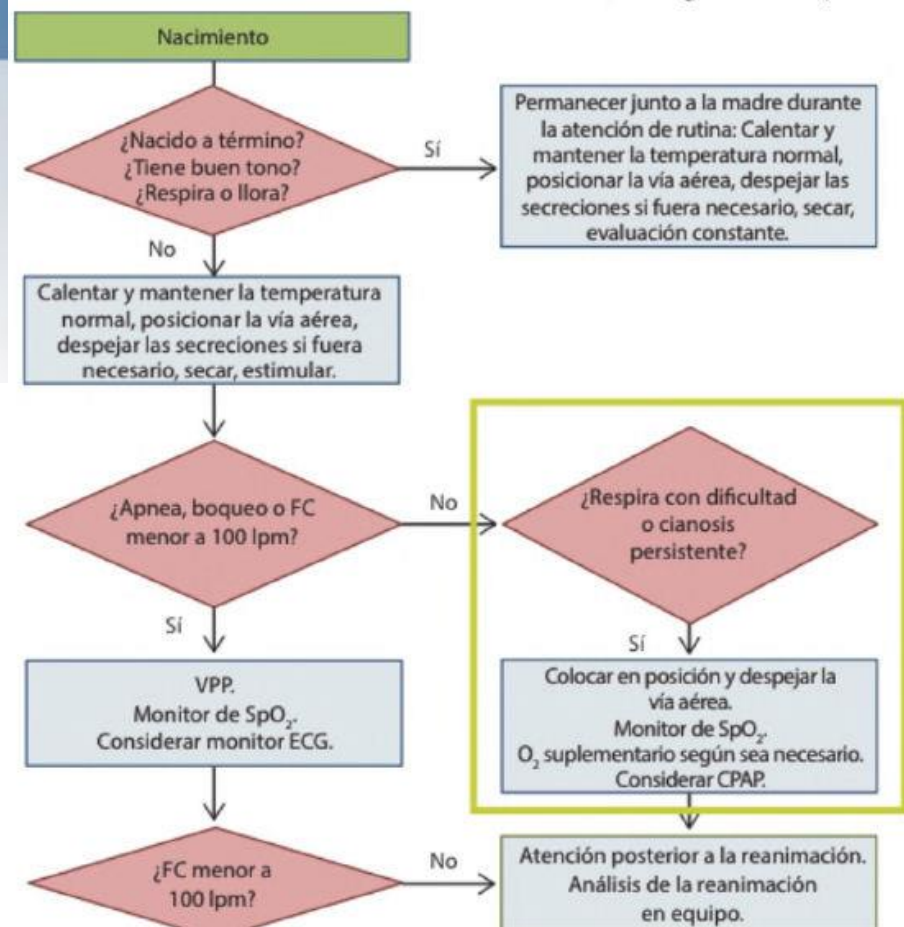 Nacimiento
¿Nacido a término?
¿Tiene buen tono?
¿Respira o llora?
Sí
Permanecer junto a la madre durante
la atención de rutina: Calentar y
mantener la temperatura normal,
posicionar la vía aérea, despejar las
secreciones si fuera necesario, secar,
evaluación constante.
No
Calentar y mantener la temperatura
normal, posicionar la vía aérea,
despejar las secreciones si fuera
necesario, secar, estimular.
¿Apnea, boqueo o FC
menor a 100 lpm?
No
¿Respira con dificultad
o cianosis
persistente?
Sí
VPP.
Monitor de SpO₂.
Considerar monitor ECG.
Sí
Colocar en posición y despejar la
vía aérea.
Monitor de SpO₂.
O₂ suplementario según sea necesario.
Considerar CPAP.
¿FC menor a
100 lpm?
No
Atención posterior a la reanimación.
Análisis de la reanimación
en equipo.